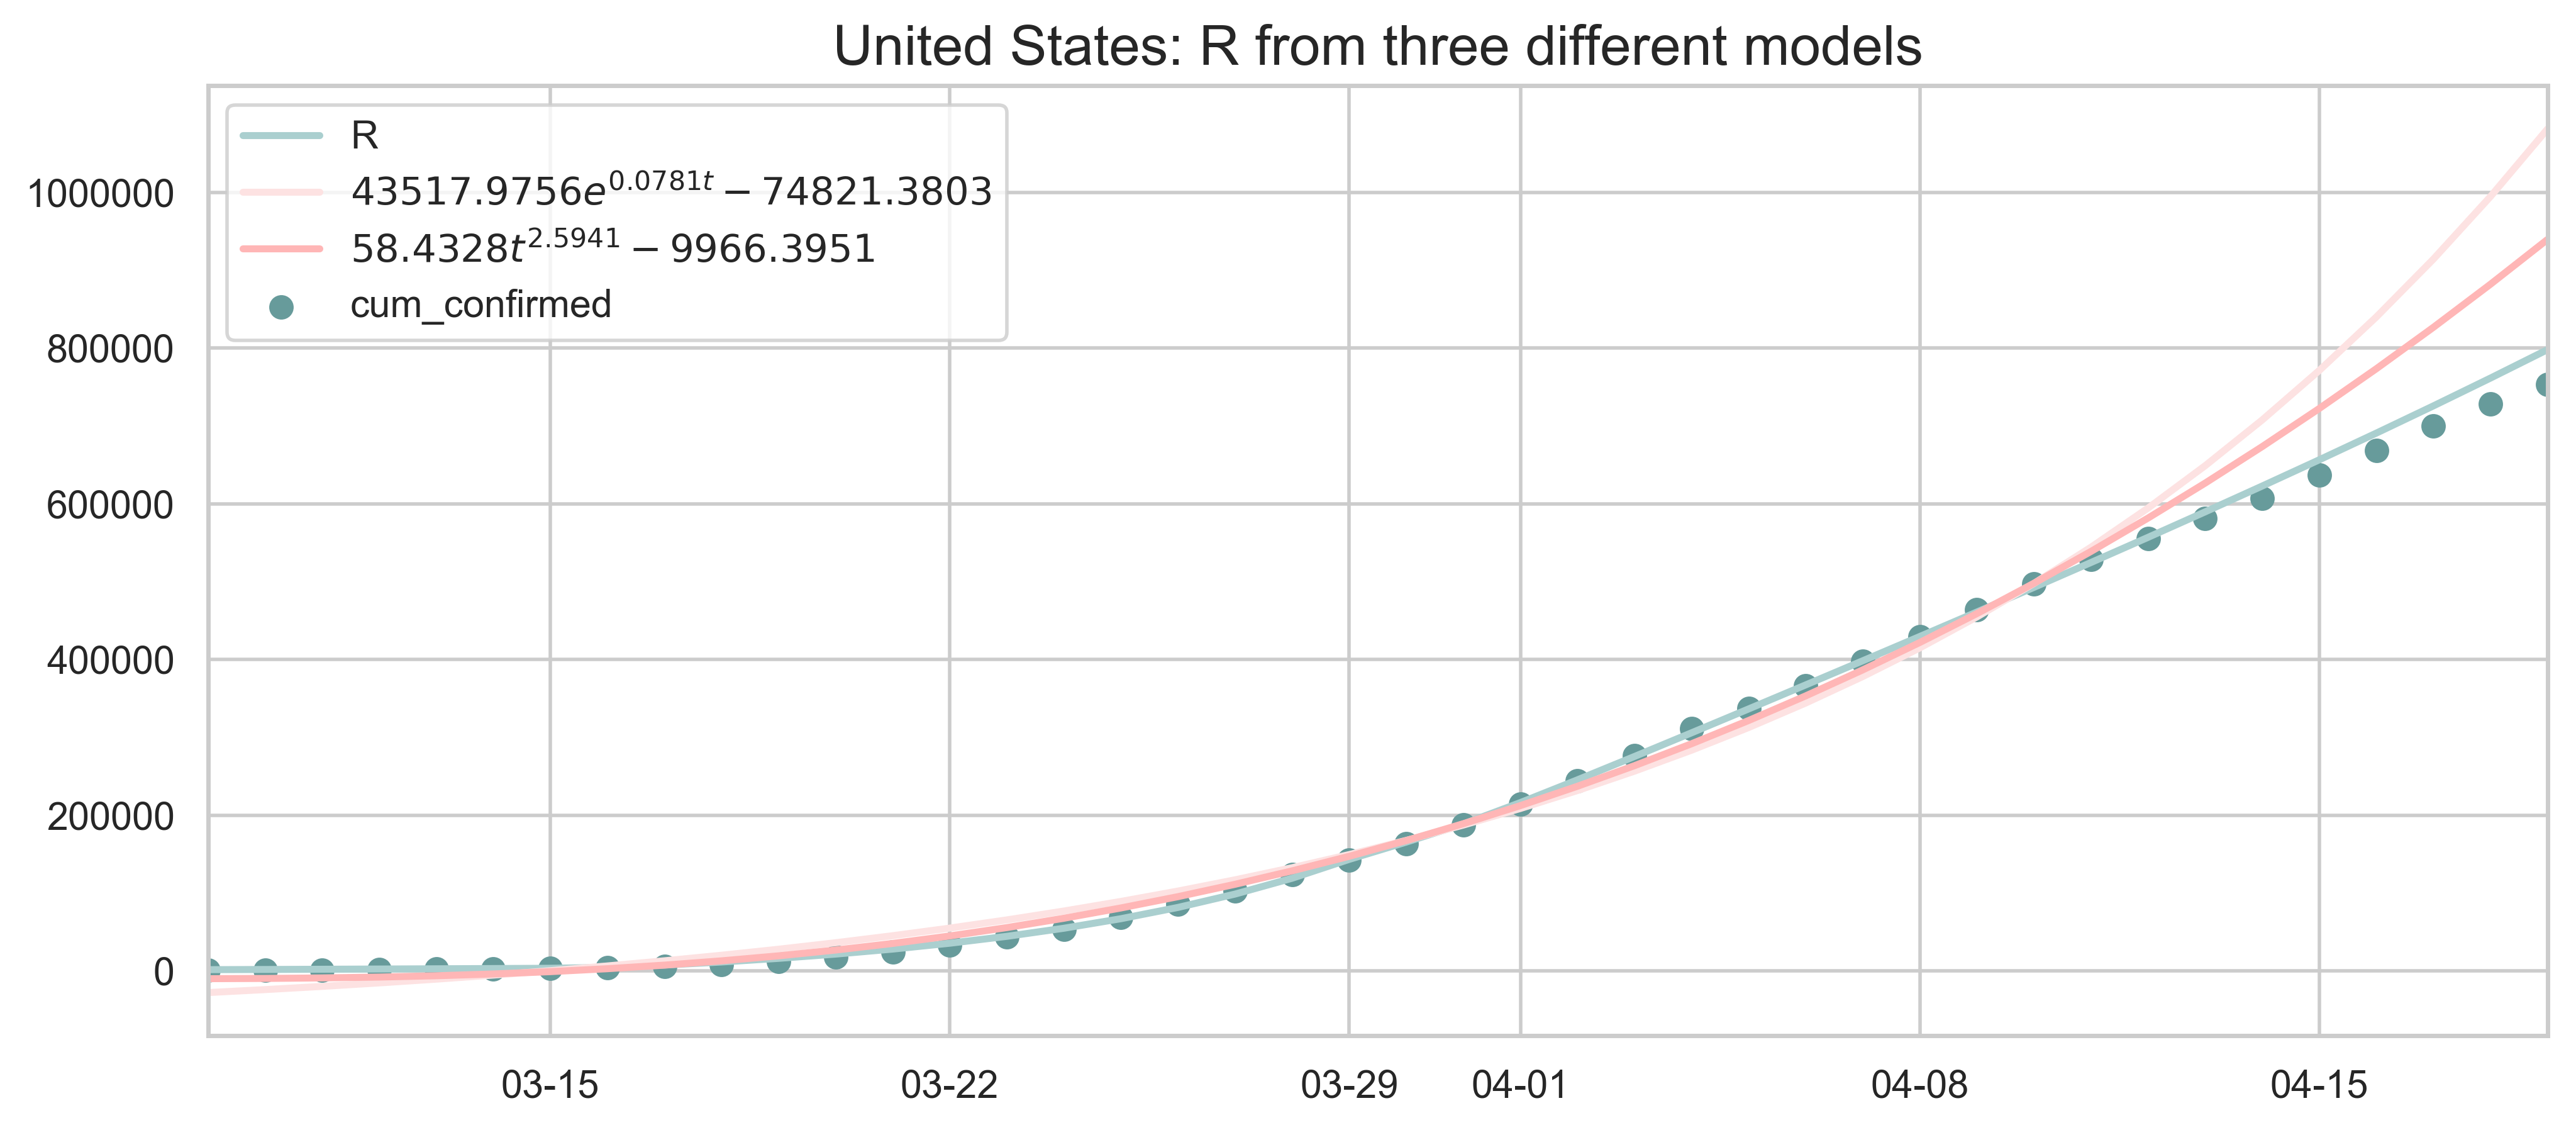 United States: R from three different models
R
43517.9756e^{0.0781t} − 74821.3803
58.4328t^{2.5941} − 9966.3951
cum_confirmed
1000000
800000
600000
400000
200000
0
03-15 03-22 03-29 04-01 04-08 04-15